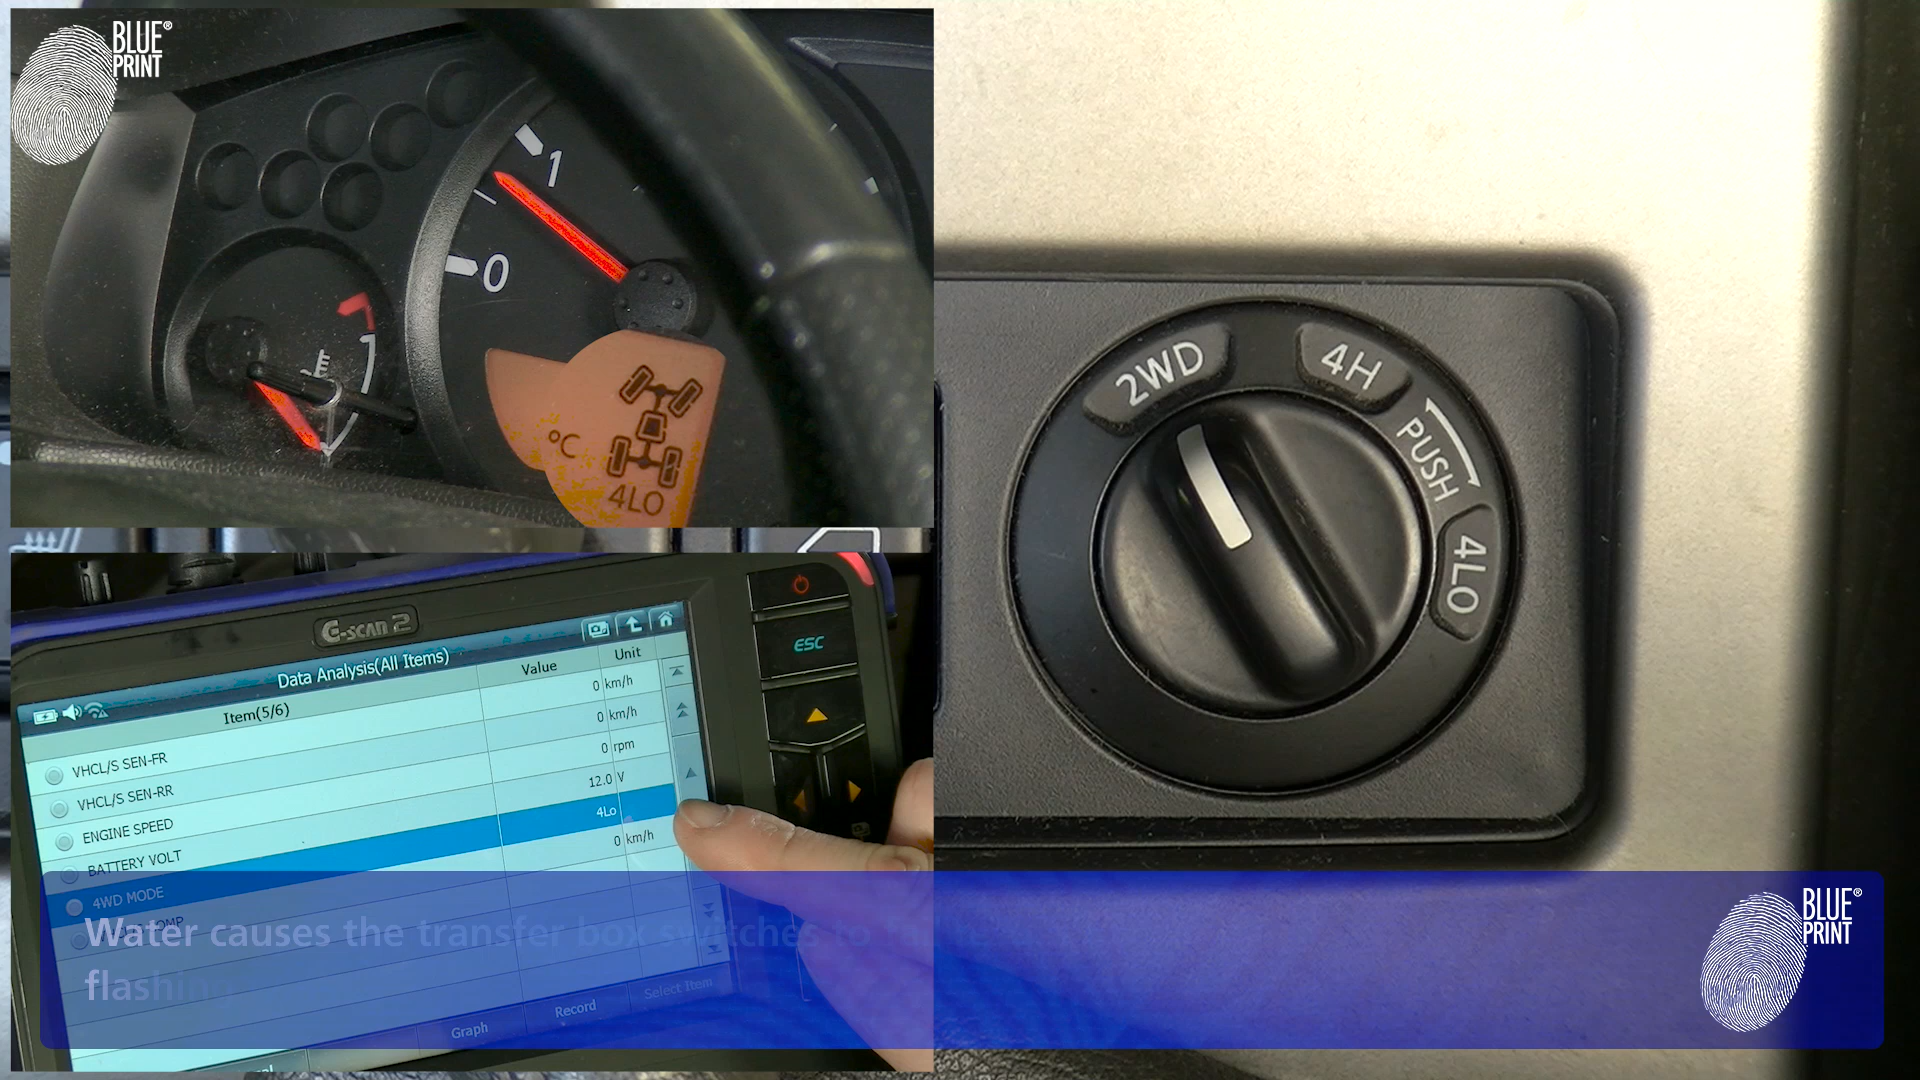 BLUE®
PRINT
1
0
°C
4LO
2WD
4H
PUSH
4LO
G-SCAN 2
ESC
Data Analysis(All Items)
Item(5/6) Value Unit
VHCL/S SEN-FR 0 km/h
VHCL/S SEN-RR 0 km/h
ENGINE SPEED 0 rpm
BATTERY VOLT 12.0 V
4WD MODE 4Lo
0 km/h
Graph Record Select Item
Water causes the transfer box switches to
flashing
BLUE®
PRINT